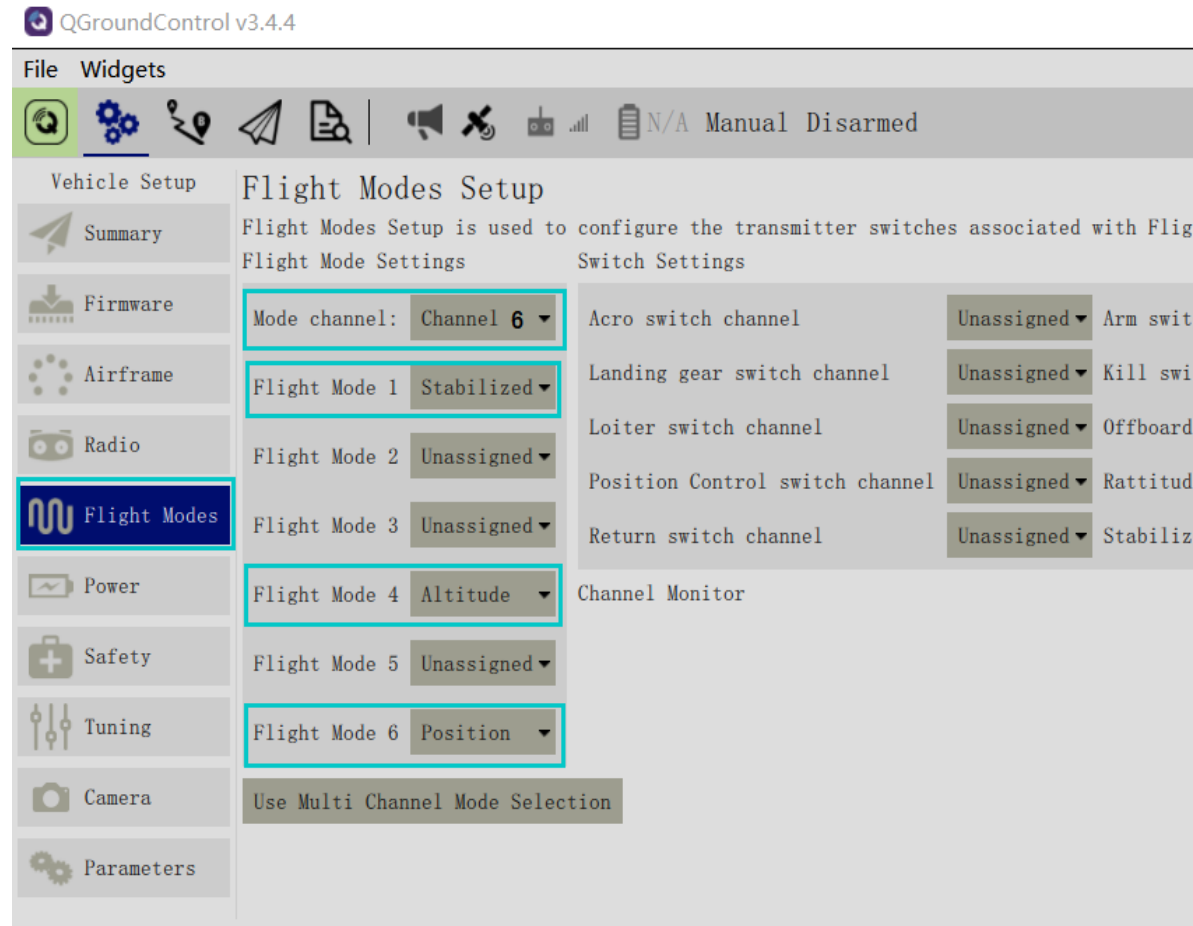 QGroundControl v3.4.4
File Widgets
N/A Manual Disarmed
Vehicle Setup
Summary
Firmware
Airframe
Radio
Flight Modes
Power
Safety
Tuning
Camera
Parameters
Flight Modes Setup
Flight Modes Setup is used to configure the transmitter switches associated with Flig
Flight Mode Settings
Mode channel: Channel 6
Flight Mode 1 Stabilized
Flight Mode 2 Unassigned
Flight Mode 3 Unassigned
Flight Mode 4 Altitude
Flight Mode 5 Unassigned
Flight Mode 6 Position
Use Multi Channel Mode Selection
Switch Settings
Acro switch channel Unassigned Arm swit
Landing gear switch channel Unassigned Kill swi
Loiter switch channel Unassigned Offboard
Position Control switch channel Unassigned Rattitud
Return switch channel Unassigned Stabiliz
Channel Monitor